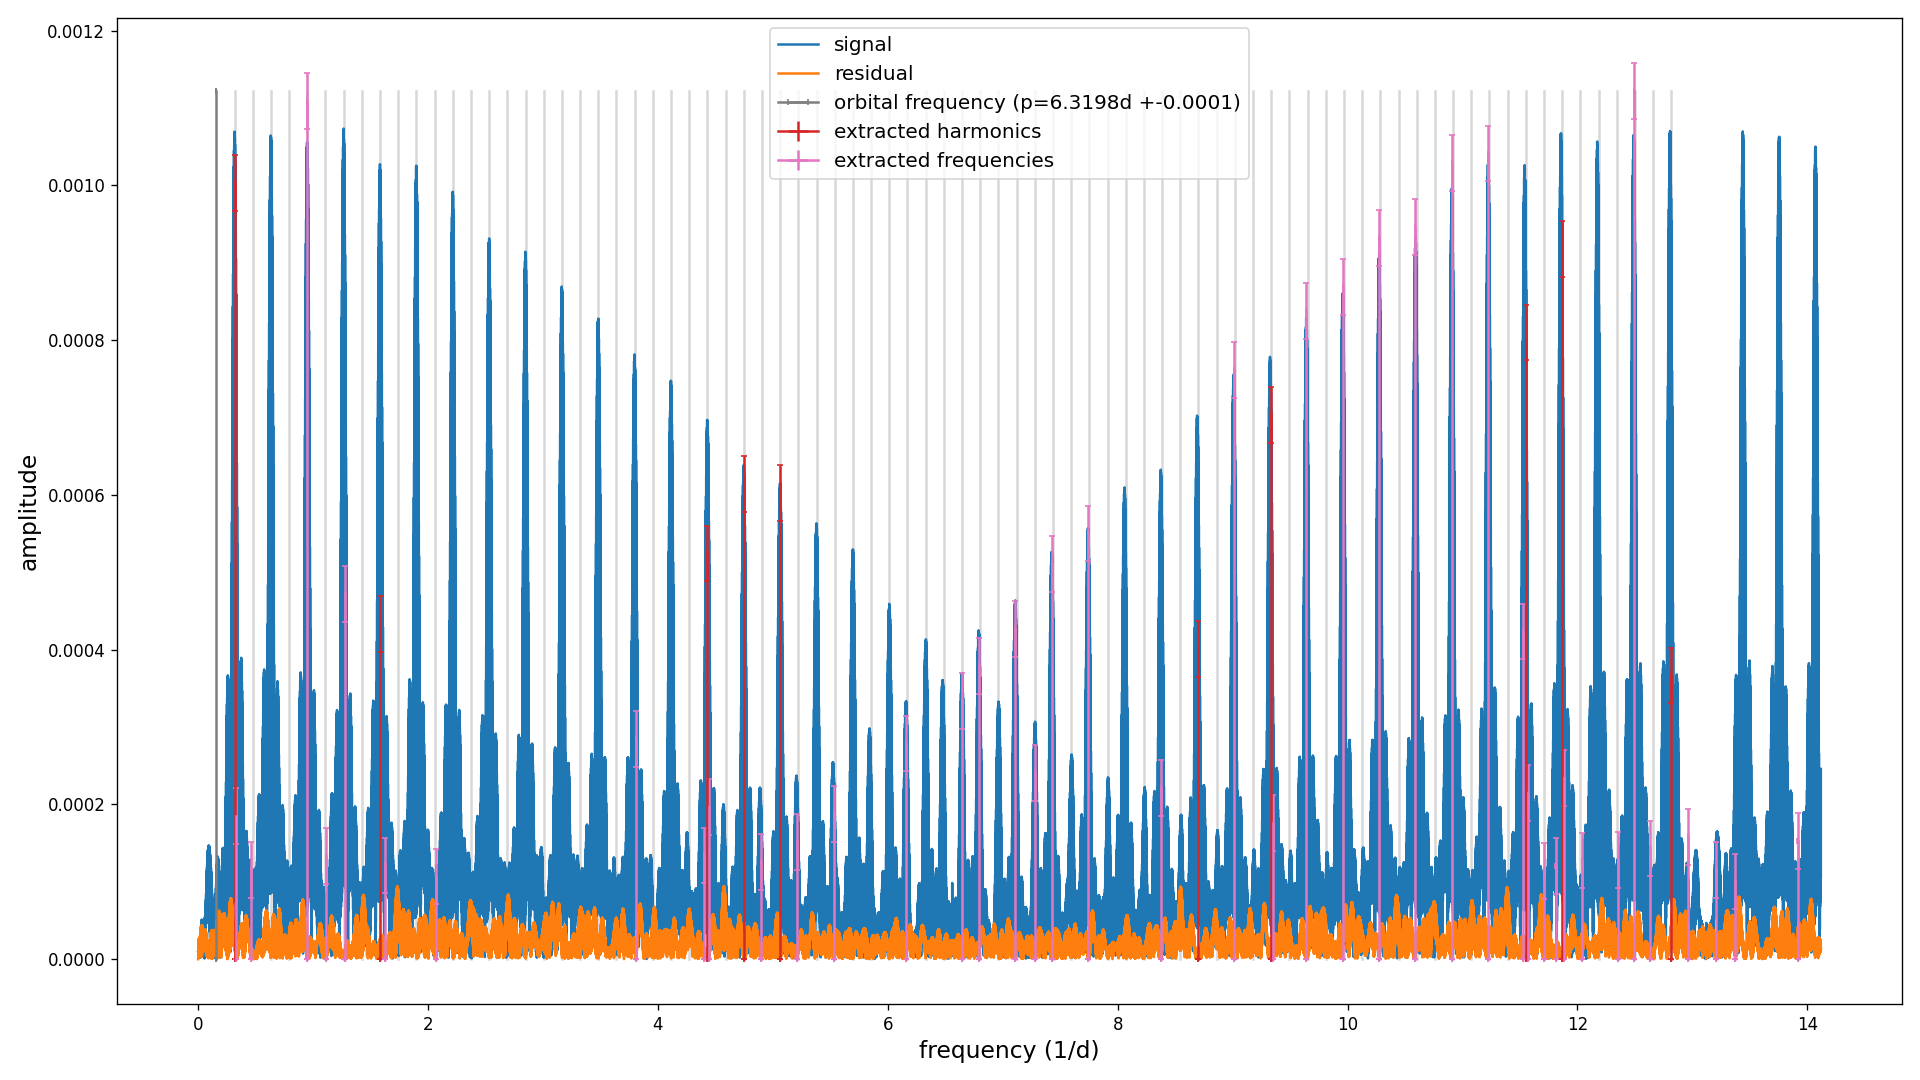 0.0012
0.0010
0.0008
0.0006
0.0004
0.0002
0.0000
amplitude
signal
residual
orbital frequency (p=6.3198d +-0.0001)
extracted harmonics
extracted frequencies
0 2 4 6 8 10 12 14
frequency (1/d)